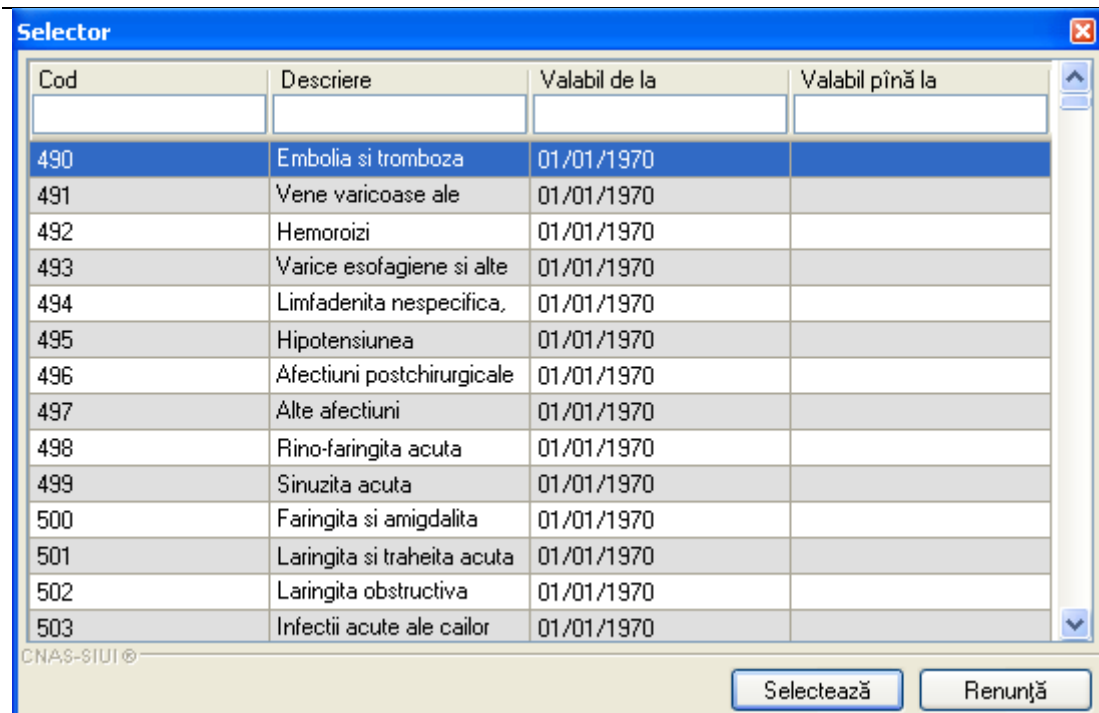 Selector
Cod Descriere Valabil de la Valabil pînă la
490 Embolia si tromboza 01/01/1970
491 Vene varicoase ale 01/01/1970
492 Hemoroizi 01/01/1970
493 Varice esofagiene si alte 01/01/1970
494 Limfadenita nespecifica, 01/01/1970
495 Hipotensiunea 01/01/1970
496 Afectiuni postchirurgicale 01/01/1970
497 Alte afectiuni 01/01/1970
498 Rino-faringita acuta 01/01/1970
499 Sinuzita acuta 01/01/1970
500 Faringita si amigdalita 01/01/1970
501 Laringita si traheita acuta 01/01/1970
502 Laringita obstructiva 01/01/1970
503 Infectii acute ale cailor 01/01/1970
CNAS-SIUI ®
Selectează Renunţă